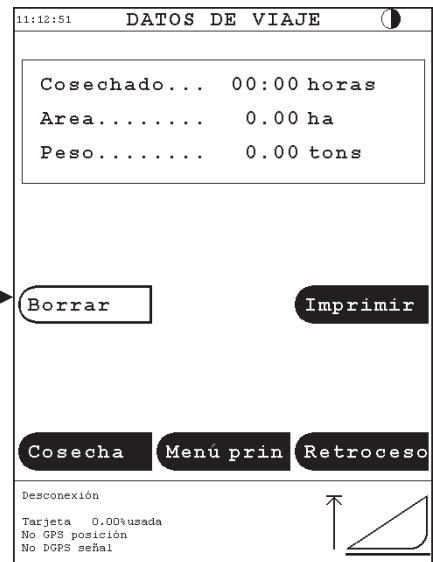 11:12:51 DATOS DE VIAJE
Cosechado... 00:00 horas
Area........ 0.00 ha
Peso........ 0.00 tons
Borrar Imprimir
Cosecha Menú prin Retroceso
Desconexión
Tarjeta 0.00%usada
No GPS posición
No DGPS señal